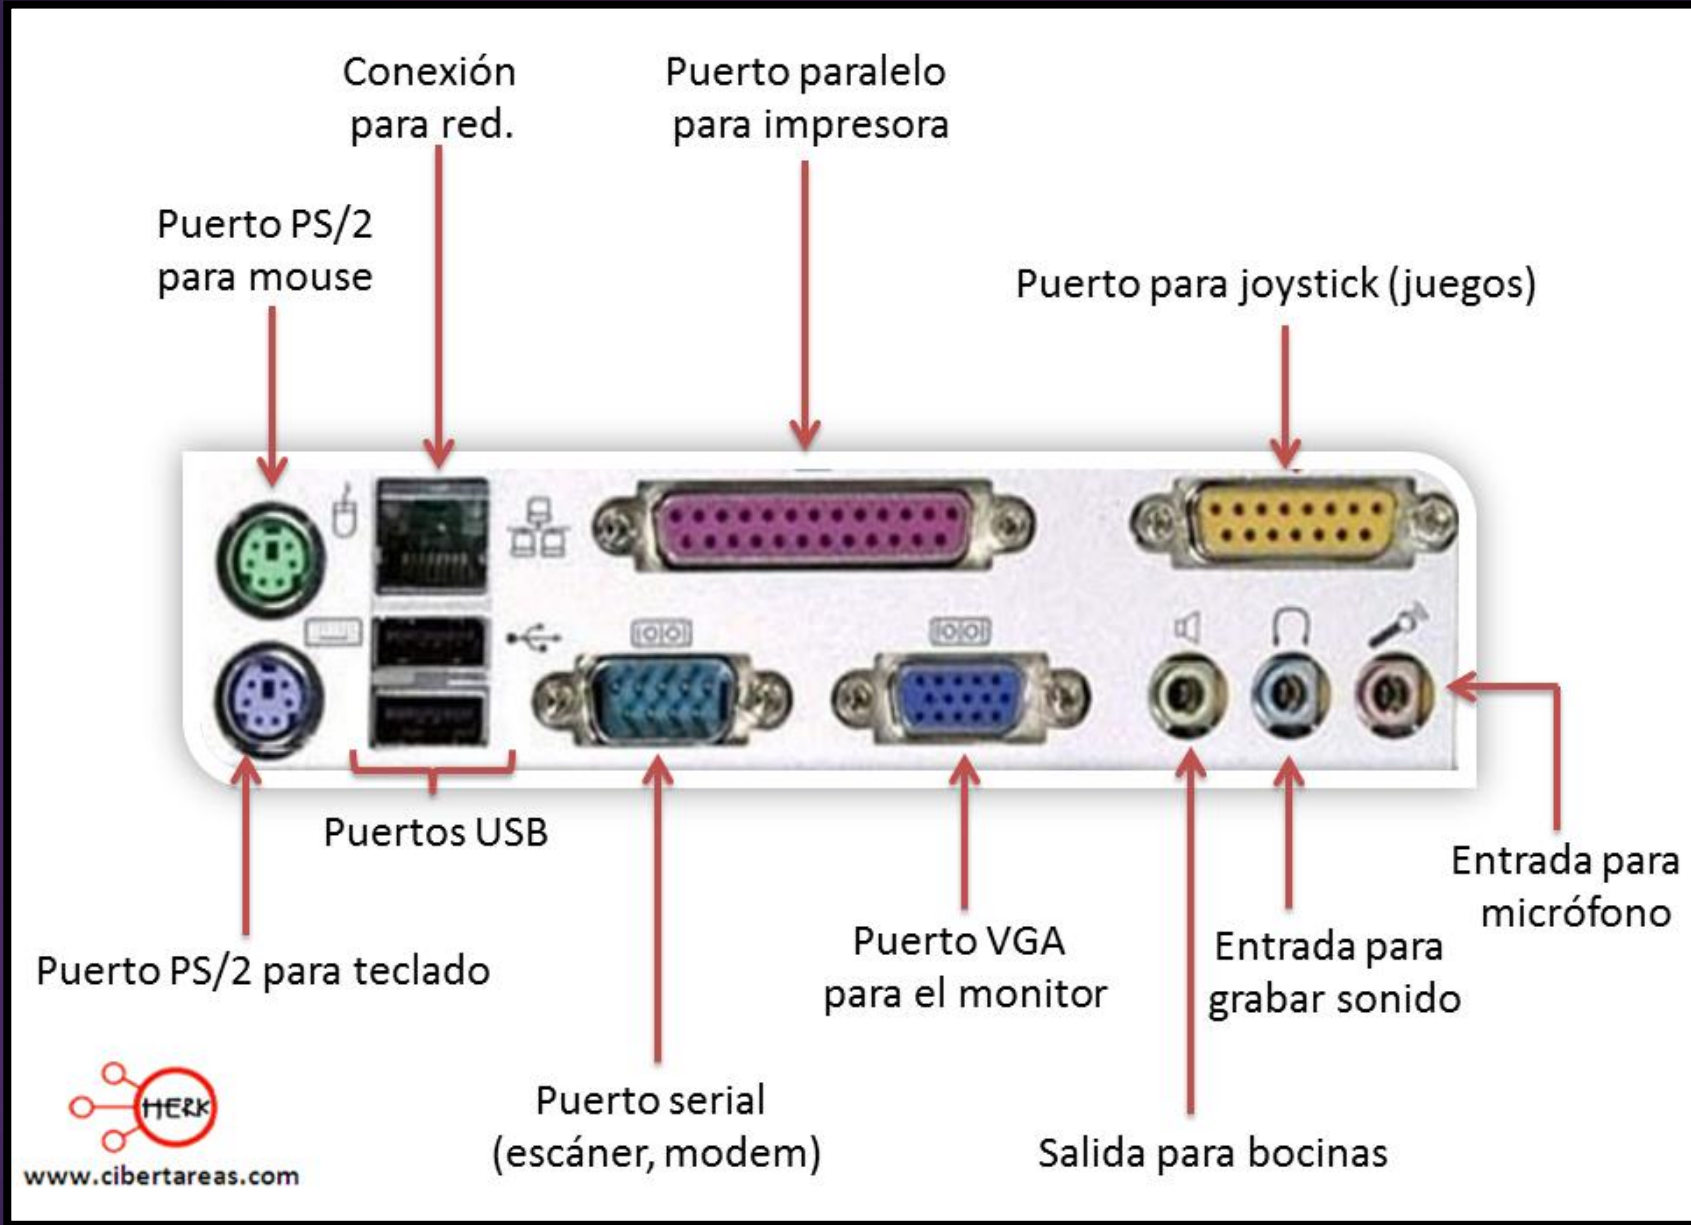 Conexión
para red.
Puerto paralelo
para impresora
Puerto PS/2
para mouse
Puerto para joystick (juegos)
Puertos USB
Entrada para
micrófono
Puerto PS/2 para teclado
Puerto VGA
para el monitor
Entrada para
grabar sonido
Puerto serial
(escáner, modem)
Salida para bocinas
HERK
www.cibertareas.com